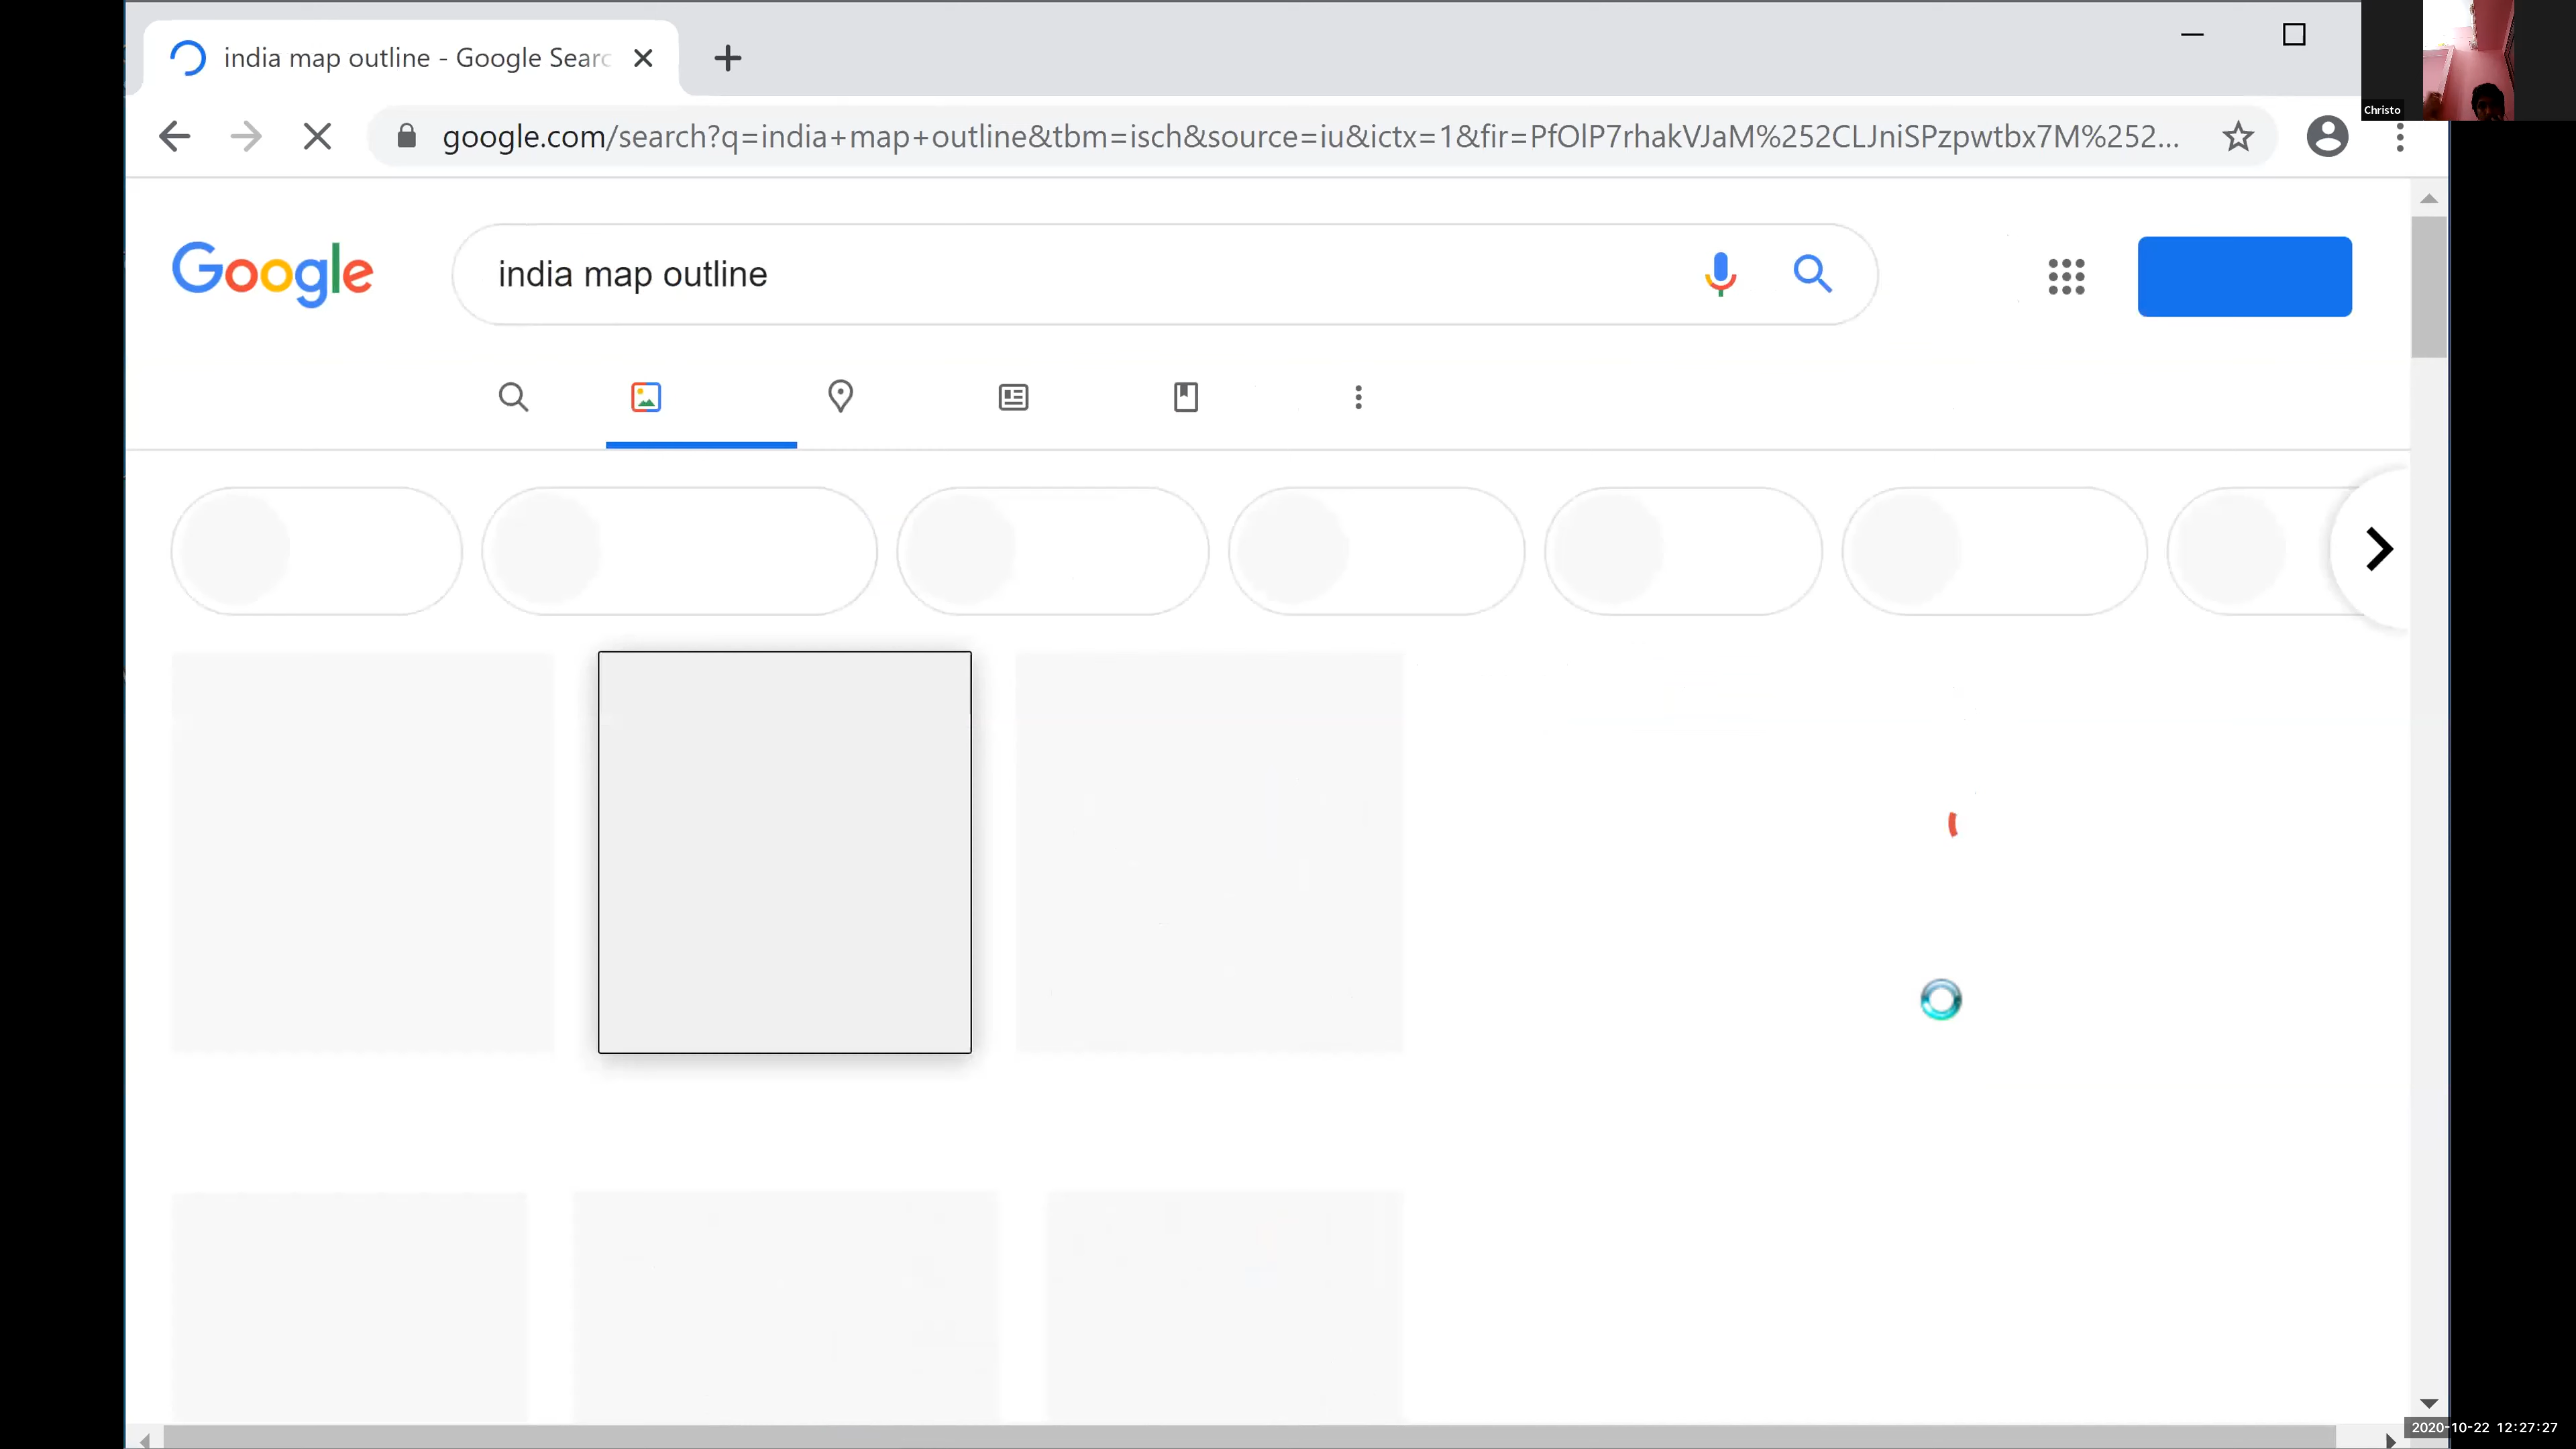 india map outline - Google Searc
google.com/search?q=india+map+outline&tbm=isch&source=iu&ictx=1&fir=PfOlP7rhakVJaM%252CLJniSPzpwtbx7M%252...
Christo
Google
india map outline
2020-10-22 12:27:27